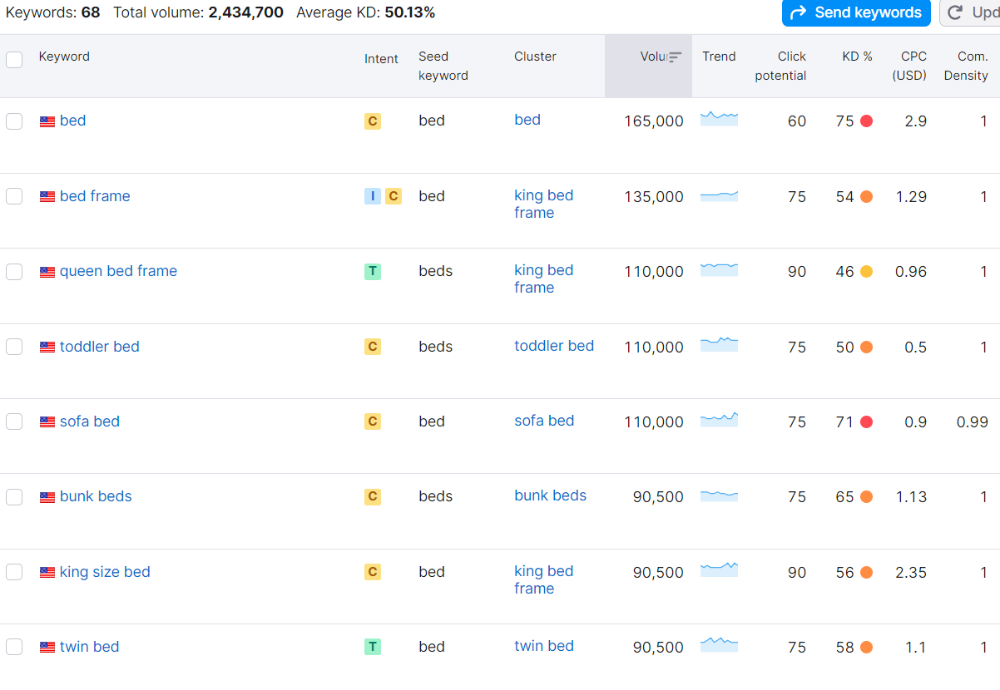 Keywords: 68 Total volume: 2,434,700 Average KD: 50.13% Send keywords Upd
Keyword Intent Seed keyword Cluster Volu Trend Click potential KD % CPC (USD) Com. Density
bed C bed bed 165,000 60 75 2.9 1
bed frame I C bed king bed frame 135,000 75 54 1.29 1
queen bed frame T beds king bed frame 110,000 90 46 0.96 1
toddler bed C beds toddler bed 110,000 75 50 0.5 1
sofa bed C bed sofa bed 110,000 75 71 0.9 0.99
bunk beds C beds bunk beds 90,500 75 65 1.13 1
king size bed C bed king bed frame 90,500 90 56 2.35 1
twin bed T bed twin bed 90,500 75 58 1.1 1